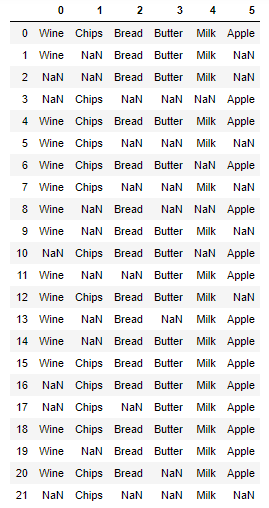 0 1 2 3 4 5
0 Wine Chips Bread Butter Milk Apple
1 Wine NaN Bread Butter Milk NaN
2 NaN NaN Bread Butter Milk NaN
3 NaN Chips NaN NaN NaN Apple
4 Wine Chips Bread Butter Milk Apple
5 Wine Chips NaN NaN Milk NaN
6 Wine Chips Bread Butter NaN Apple
7 Wine Chips NaN NaN Milk NaN
8 Wine NaN Bread NaN NaN Apple
9 Wine NaN Bread Butter Milk NaN
10 NaN Chips Bread Butter NaN Apple
11 Wine NaN NaN Butter Milk Apple
12 Wine Chips Bread Butter Milk NaN
13 Wine NaN Bread NaN Milk Apple
14 Wine NaN Bread Butter Milk Apple
15 Wine Chips Bread Butter Milk Apple
16 NaN Chips Bread Butter Milk Apple
17 NaN Chips NaN Butter Milk Apple
18 Wine Chips Bread Butter Milk Apple
19 Wine NaN Bread Butter Milk Apple
20 Wine Chips Bread NaN Milk Apple
21 NaN Chips NaN NaN Milk NaN